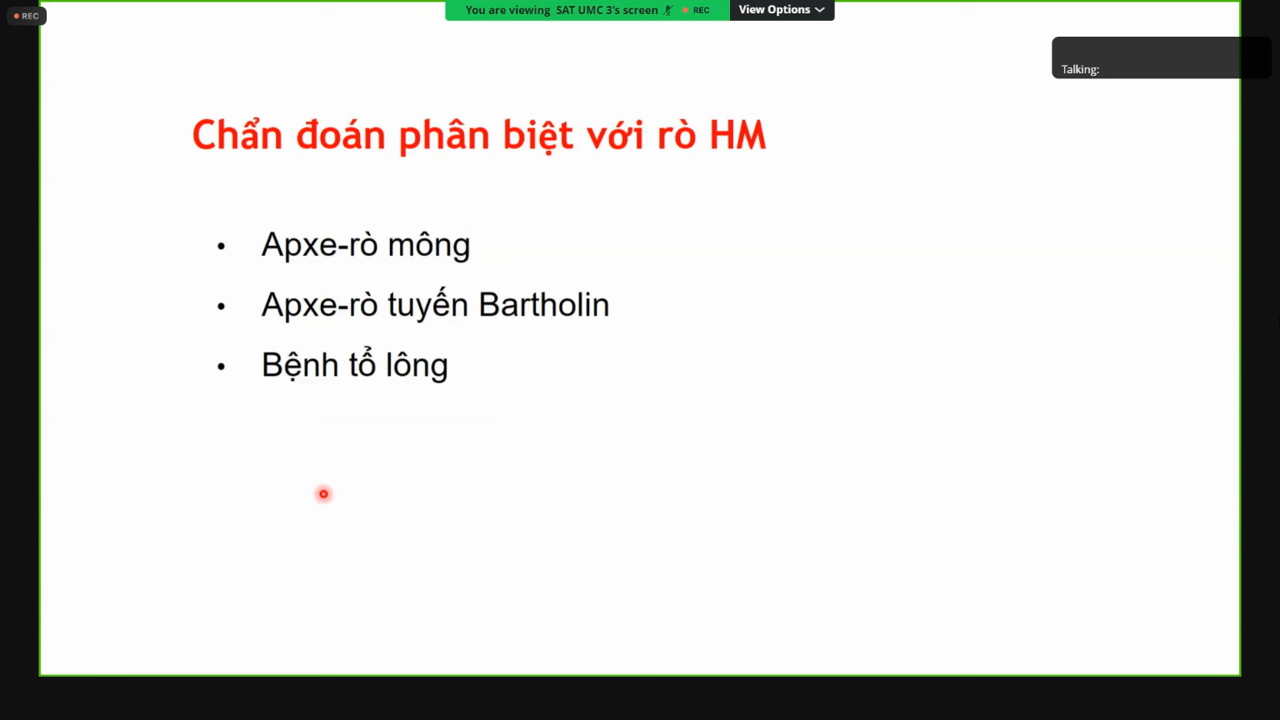 REC
You are viewing SAT UMC 3's screen REC View Options
Talking:
Chẩn đoán phân biệt với rò HM
• Apxe-rò mông
• Apxe-rò tuyến Bartholin
• Bệnh tổ lông